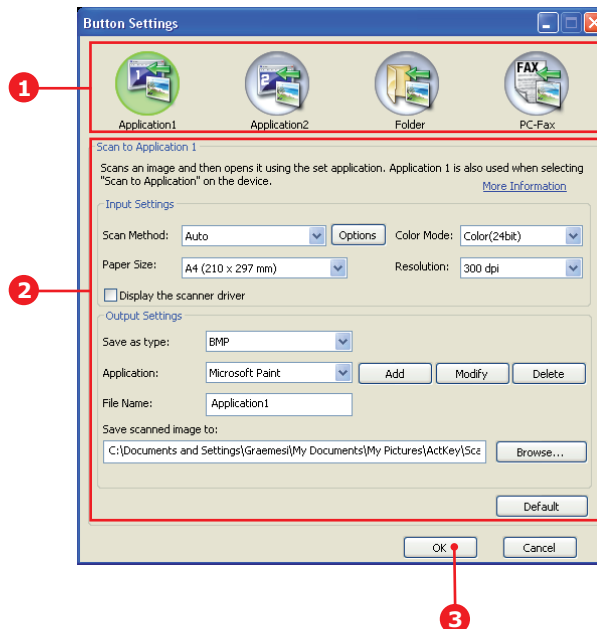 Button Settings
1
1
2
FAX
Application1
Application2
Folder
PC-Fax
Scan to Application 1
Scans an image and then opens it using the set application. Application 1 is also used when selecting
"Scan to Application" on the device.
More Information
Input Settings
Scan Method:
Auto
Options
Color Mode:
Color(24bit)
Paper Size:
A4 (210 x 297 mm)
Resolution:
300 dpi
2
Display the scanner driver
Output Settings
Save as type:
BMP
Application:
Microsoft Paint
Add
Modify
Delete
File Name:
Application1
Save scanned image to:
C:\Documents and Settings\Graemesi\My Documents\My Pictures\ActKey\Sca
Browse...
Default
OK
Cancel
3